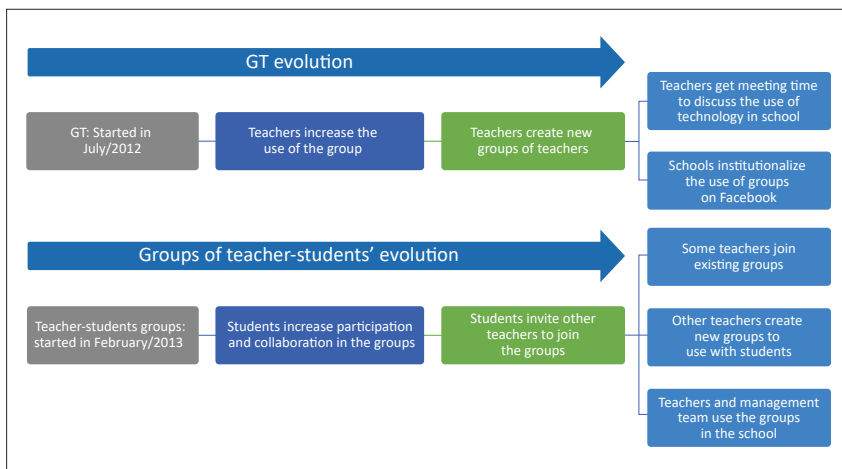 GT evolution
GT: Started in
July/2012
Teachers increase the
use of the group
Teachers create new
groups of teachers
Teachers get meeting time
to discuss the use of
technology in school
Schools institutionalize
the use of groups
on Facebook
Groups of teacher-students’ evolution
Teacher-students groups:
started in February/2013
Students increase participation
and collaboration in the groups
Students invite other
teachers to join
the groups
Some teachers join
existing groups
Other teachers create
new groups to
use with students
Teachers and management
team use the groups
in the school